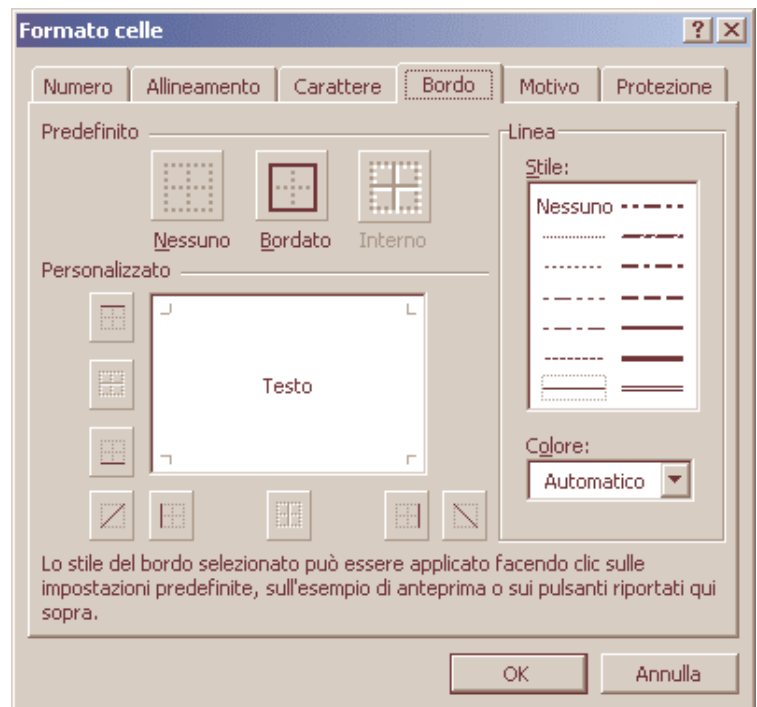 Formato celle
Numero Allineamento Carattere Bordo Motivo Protezione
Predefinito
Nessuno Bordato Interno
Personalizzato
Testo
Linea
Stile:
Nessuno
Colore:
Automatico
Lo stile del bordo selezionato può essere applicato facendo clic sulle
impostazioni predefinite, sull'esempio di anteprima o sui pulsanti riportati qui
sopra.
OK Annulla